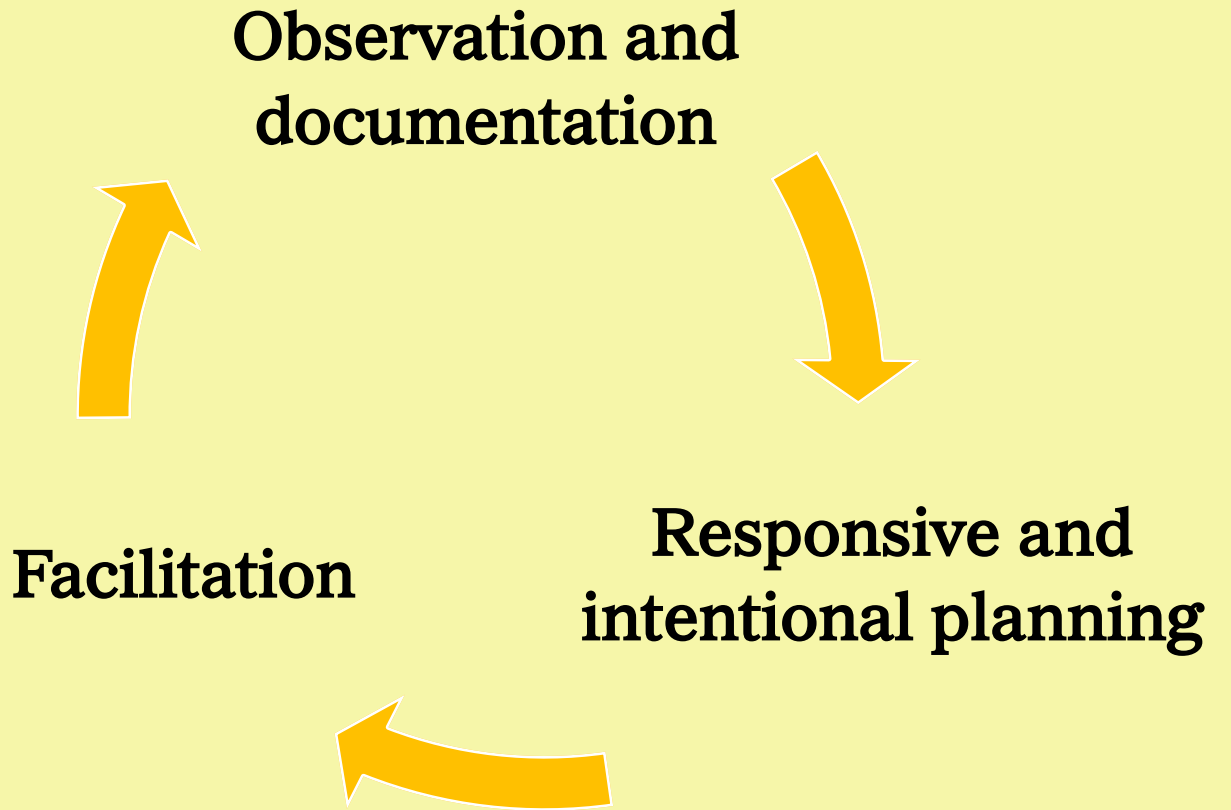 Observation and
documentation
Responsive and
intentional planning
Facilitation